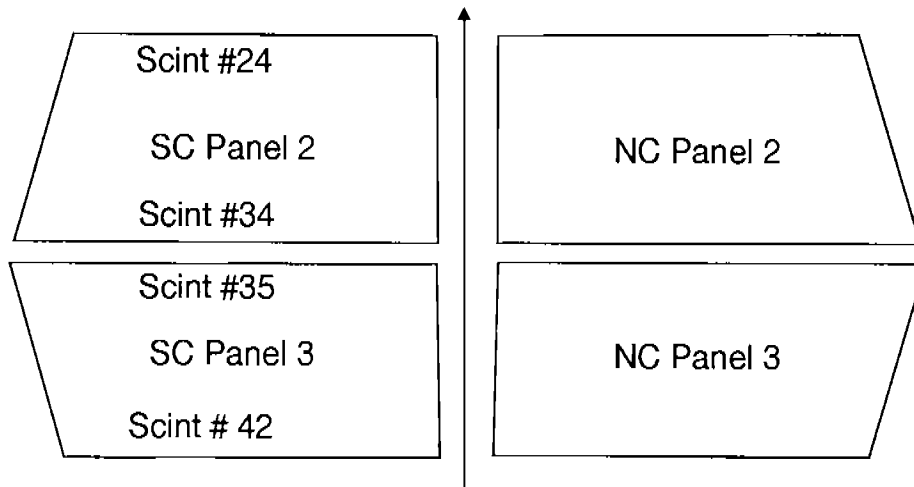 Scint #24
SC Panel 2
NC Panel 2
Scint #34
Scint #35
SC Panel 3
NC Panel 3
Scint # 42